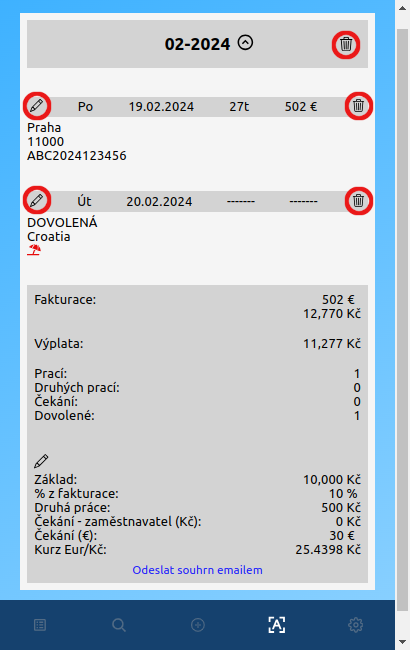 02-2024
Po 19.02.2024 27t 502 €
Praha
11000
ABC2024123456
Út 20.02.2024 ------- -------
DOVOLENÁ
Croatia
Fakturace: 502 €
12,770 Kč
Výplata: 11,277 Kč
Prací: 1
Druhých prací: 0
Čekání: 0
Dovolené: 1
Základ: 10,000 Kč
% z fakturace: 10 %
Druhá práce: 500 Kč
Čekání - zaměstnavatel (Kč): 0 Kč
Čekání (€): 30 €
Kurz Eur/Kč: 25.4398 Kč
Odeslat souhrn emailem
A